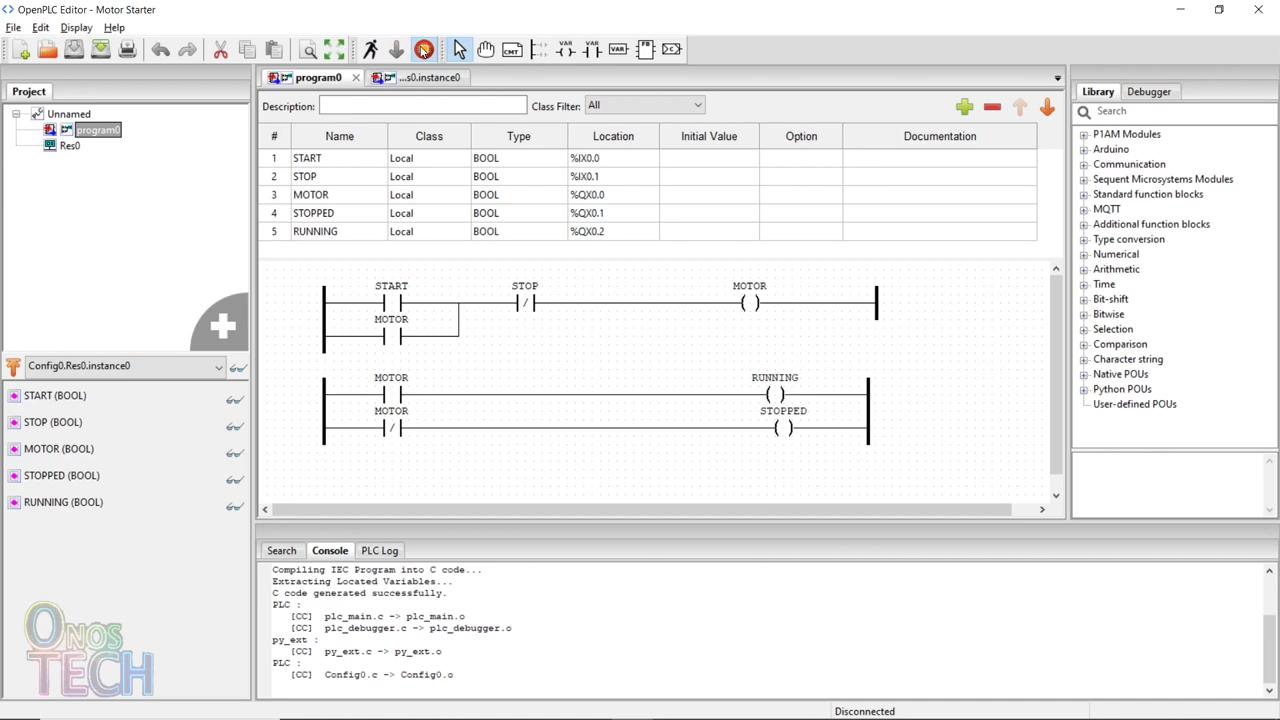 OpenPLC Editor - Motor Starter
File Edit Display Help
CMT VAR VAR VAR FB
Project
program0
...s0.instance0
Library Debugger
Unnamed
program0
Res0
Description: Class Filter: All
# Name Class Type Location Initial Value Option Documentation
1 START Local BOOL %IX0.0
2 STOP Local BOOL %IX0.1
3 MOTOR Local BOOL %QX0.0
4 STOPPED Local BOOL %QX0.1
5 RUNNING Local BOOL %QX0.2
START STOP MOTOR
MOTOR
MOTOR RUNNING
MOTOR STOPPED
Search
P1AM Modules
Arduino
Communication
Sequent Microsystems Modules
Standard function blocks
MQTT
Additional function blocks
Type conversion
Numerical
Arithmetic
Time
Bit-shift
Bitwise
Selection
Comparison
Character string
Native POUs
Python POUs
User-defined POUs
Config0.Res0.instance0
START (BOOL)
STOP (BOOL)
MOTOR (BOOL)
STOPPED (BOOL)
RUNNING (BOOL)
Search Console PLC Log
Compiling IEC Program into C code...
Extracting Located Variables...
C code generated successfully.
PLC :
[CC] plc_main.c -> plc_main.o
[CC] plc_debugger.c -> plc_debugger.o
py_ext :
[CC] py_ext.c -> py_ext.o
PLC :
[CC] Config0.c -> Config0.o
ONOS
TECH
Disconnected